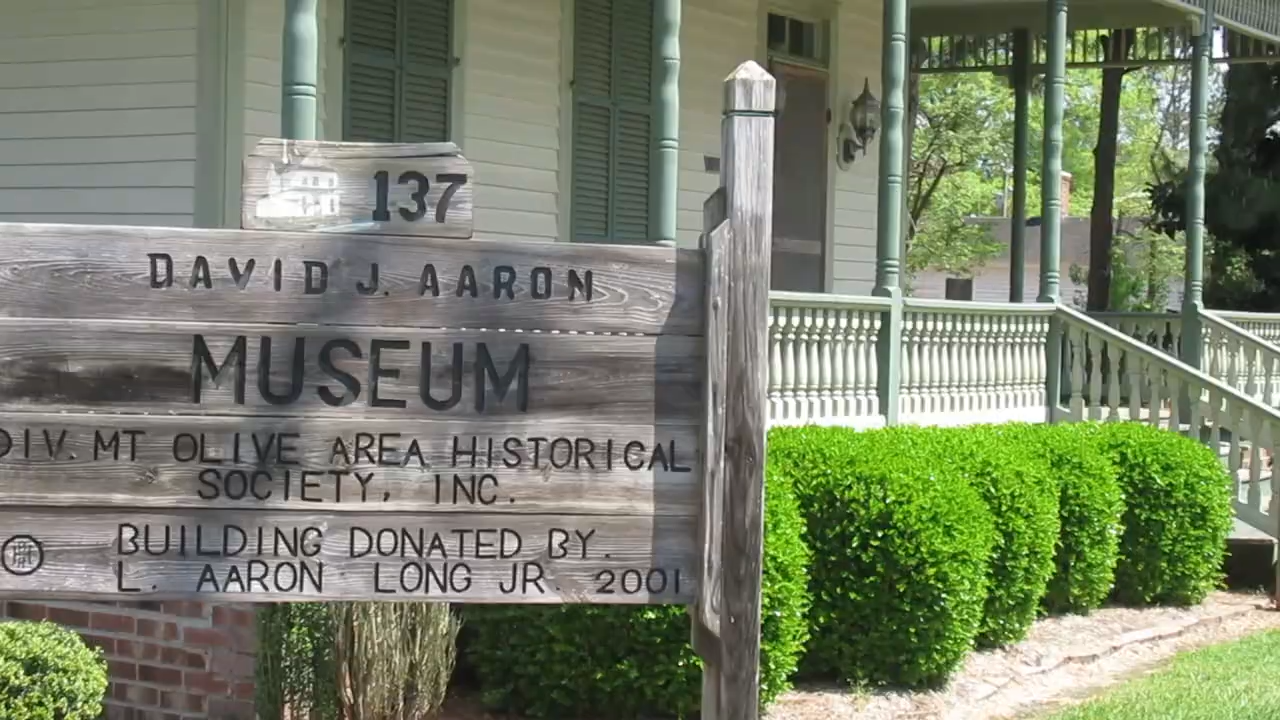 137
DAVID J. AARON
MUSEUM
DIV. MT OLIVE AREA HISTORICAL
SOCIETY, INC.
BUILDING DONATED BY.
L. AARON LONG JR 2001